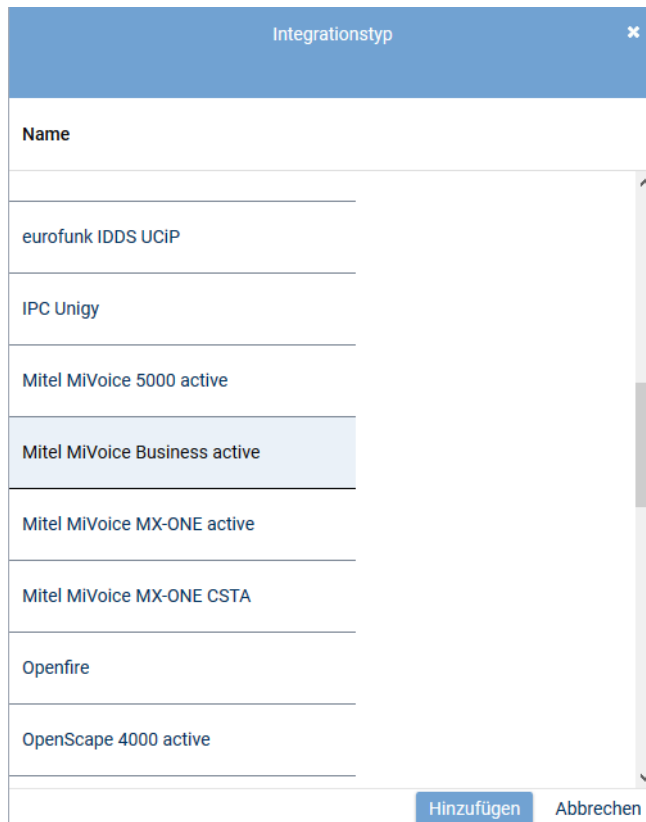 Integrationstyp
Name
eurofunk IDDS UCiP
IPC Unigy
Mitel MiVoice 5000 active
Mitel MiVoice Business active
Mitel MiVoice MX-ONE active
Mitel MiVoice MX-ONE CSTA
Openfire
OpenScape 4000 active
Hinzufügen Abbrechen